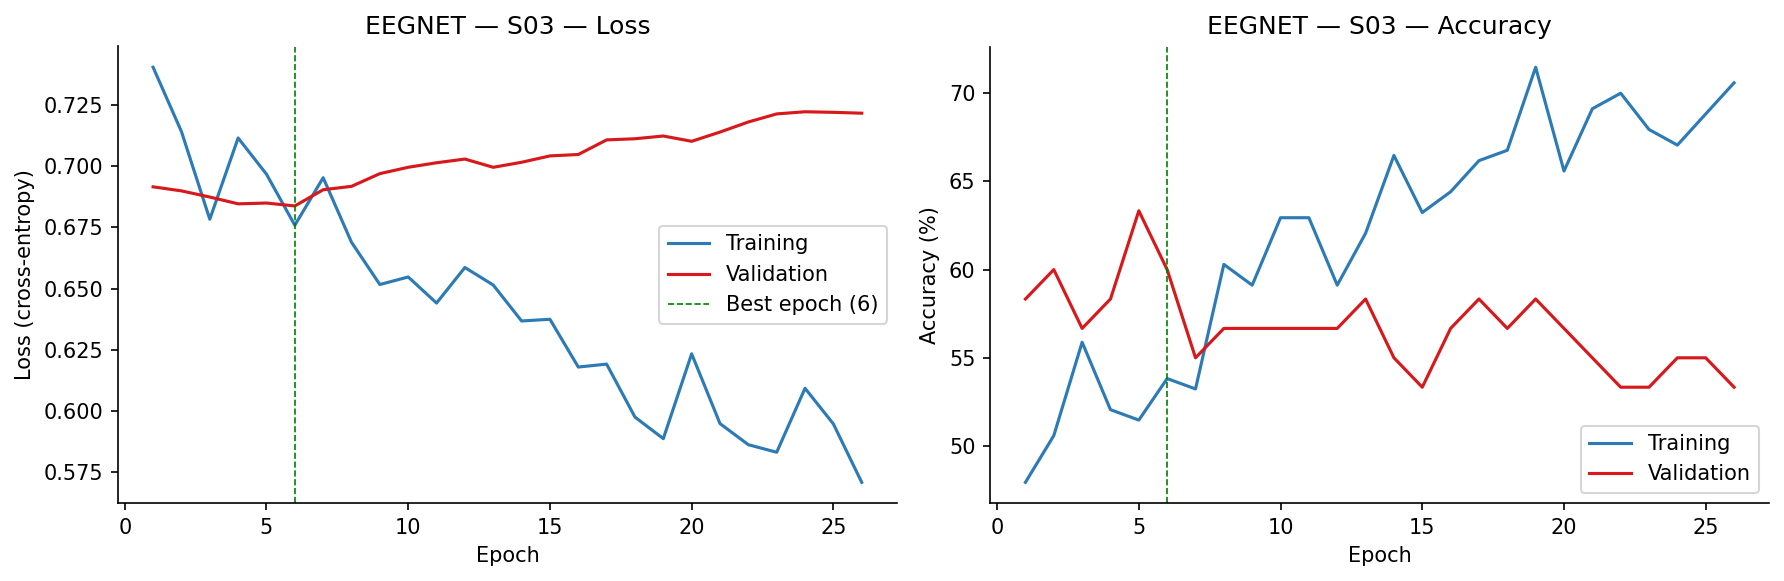 EEGNET — S03 — Loss
Loss (cross-entropy)
0.725
0.700
0.675
0.650
0.625
0.600
0.575
Training
Validation
Best epoch (6)
0
5
10
15
20
25
Epoch
EEGNET — S03 — Accuracy
Accuracy (%)
70
65
60
55
50
Training
Validation
0
5
10
15
20
25
Epoch